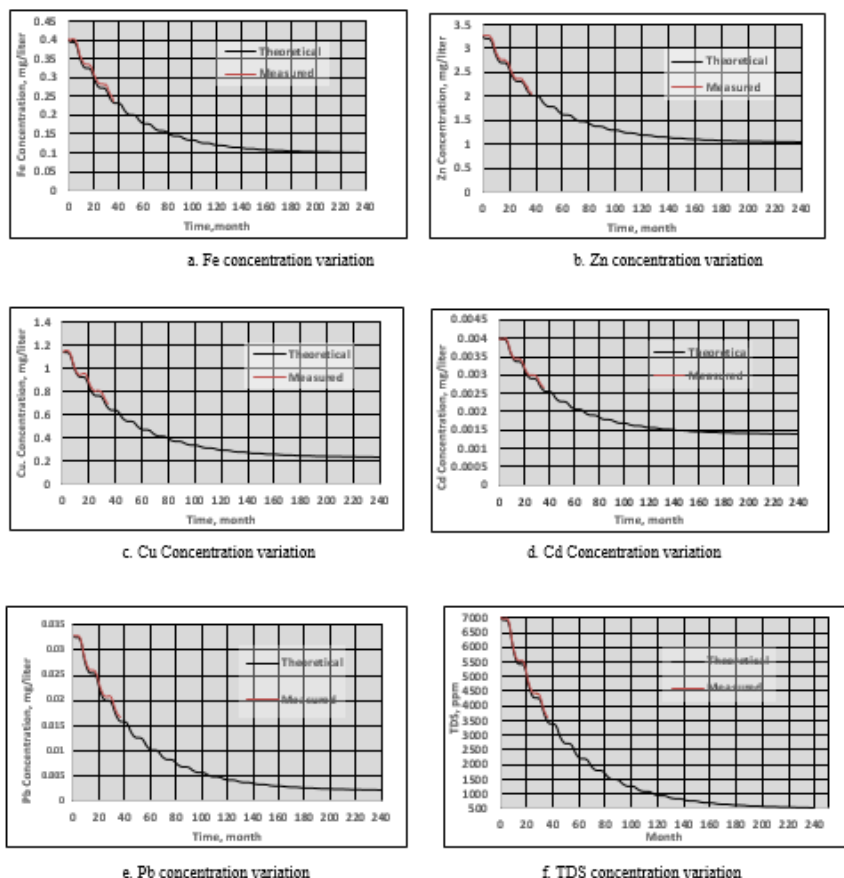 Fe Concentration, mg/liter
0.45
0.4
0.35
0.3
0.25
0.2
0.15
0.1
0.05
0
Theoretical
Measured
0 20 40 60 80 100 120 140 160 180 200 220 240
Time,month
a. Fe concentration variation
Zn Concentration, mg/liter
3.5
3
2.5
2
1.5
1
0.5
0
Theoretical
Measured
0 20 40 60 80 100 120 140 160 180 200 220 240
Time, month
b. Zn concentration variation
Cu. Concentration, mg/liter
1.4
1.2
1
0.8
0.6
0.4
0.2
0
Theoretical
Measured
0 20 40 60 80 100 120 140 160 180 200 220 240
Time, month
c. Cu Concentration variation
Cd Concentration, mg/liter
0.0045
0.004
0.0035
0.003
0.0025
0.002
0.0015
0.001
0.0005
0
Theoretica
Measured
0 20 40 60 80 100 120 140 160 180 200 220 240
Time, month
d. Cd Concentration variation
Pb Concentration, mg/liter
0.035
0.03
0.025
0.02
0.015
0.01
0.005
0
Theoretical
Measured
0 20 40 60 80 100 120 140 160 180 200 220 240
Time, month
e. Pb concentration variation
TDS, ppm
7000
6500
6000
5500
5000
4500
4000
3500
3000
2500
2000
1500
1000
500
Theoretical
Measured
0 20 40 60 80 100 120 140 160 180 200 220 240
Month
f. TDS concentration variation